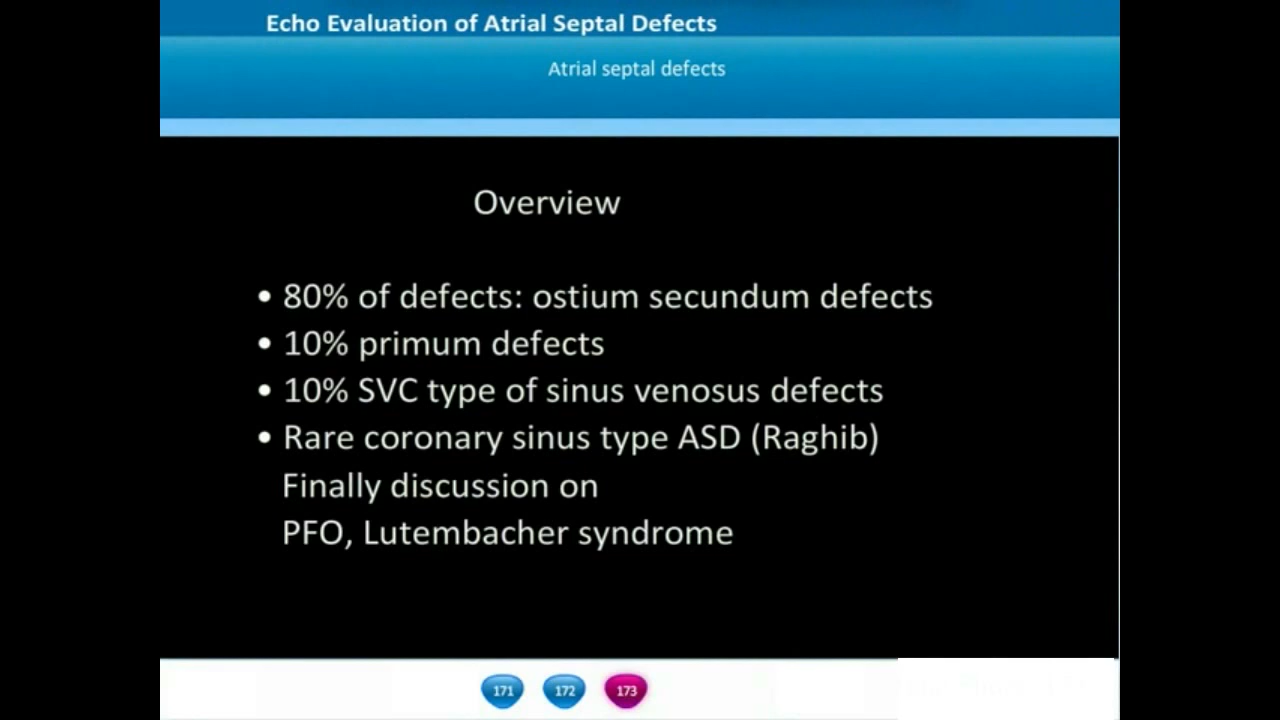 Echo Evaluation of Atrial Septal Defects
Atrial septal defects
Overview
• 80% of defects: ostium secundum defects
• 10% primum defects
• 10% SVC type of sinus venosus defects
• Rare coronary sinus type ASD (Raghib)
Finally discussion on
PFO, Lutembacher syndrome
171 172 173